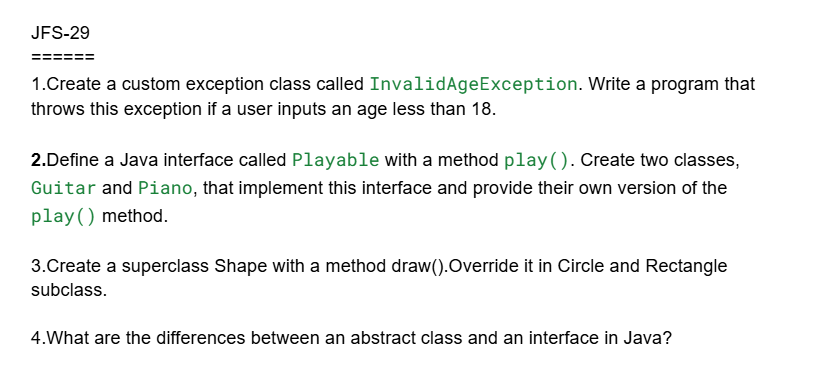 JFS-29
======
1.Create a custom exception class called InvalidAgeException. Write a program that
throws this exception if a user inputs an age less than 18.
2.Define a Java interface called Playable with a method play(). Create two classes,
Guitar and Piano, that implement this interface and provide their own version of the
play() method.
3.Create a superclass Shape with a method draw().Override it in Circle and Rectangle
subclass.
4.What are the differences between an abstract class and an interface in Java?